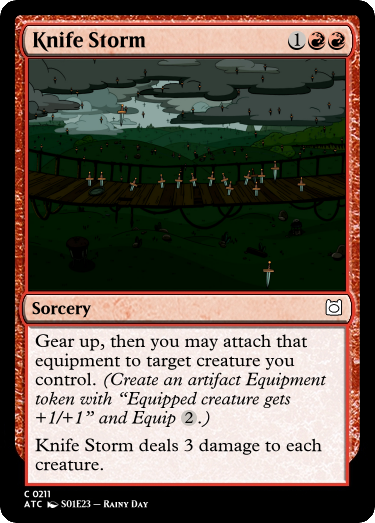 Knife Storm 1
Sorcery
Gear up, then you may attach that
equipment to target creature you
control. (Create an artifact Equipment
token with “Equipped creature gets
+1/+1” and Equip 2.)
Knife Storm deals 3 damage to each
creature.
C 0211
ATC S01E23 – Rainy Day